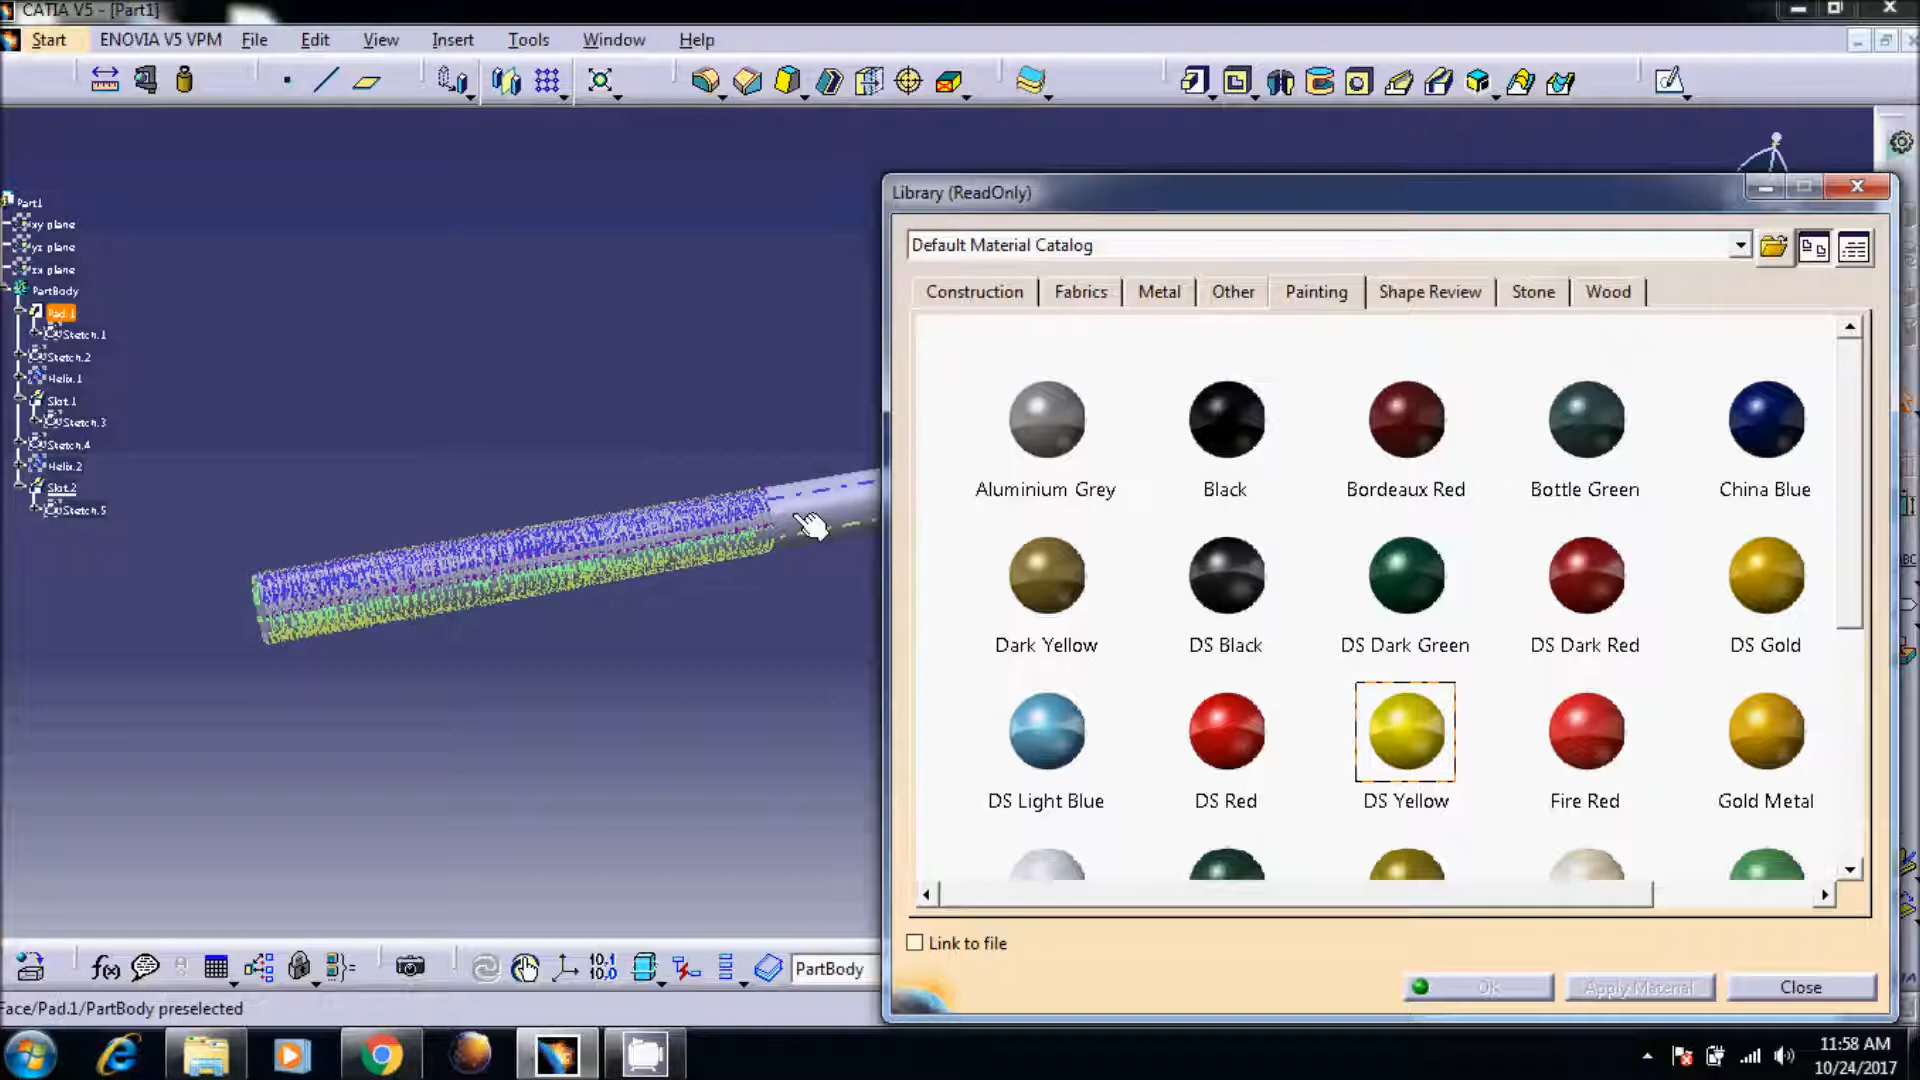 CATIA V5 - [Part1]
Start ENOVIA V5 VPM File Edit View Insert Tools Window Help
Part1
xy plane
yz plane
zx plane
PartBody
Pad.1
Sketch.1
Sketch.2
Helix.1
Slot.1
Sketch.3
Sketch.4
Helix.2
Slot.2
Sketch.5
Library (ReadOnly)
Default Material Catalog
Construction Fabrics Metal Other Painting Shape Review Stone Wood
Aluminium Grey Black Bordeaux Red Bottle Green China Blue
Dark Yellow DS Black DS Dark Green DS Dark Red DS Gold
DS Light Blue DS Red DS Yellow Fire Red Gold Metal
Link to file
Ok Apply Material Close
f(x) 10,1 PartBody
10,0
Face/Pad.1/PartBody preselected
11:58 AM
10/24/2017